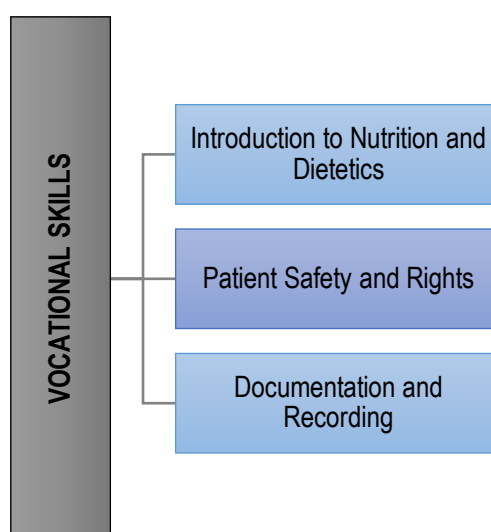 VOCATIONAL SKILLS
Introduction to Nutrition and
Dietetics
Patient Safety and Rights
Documentation and
Recording